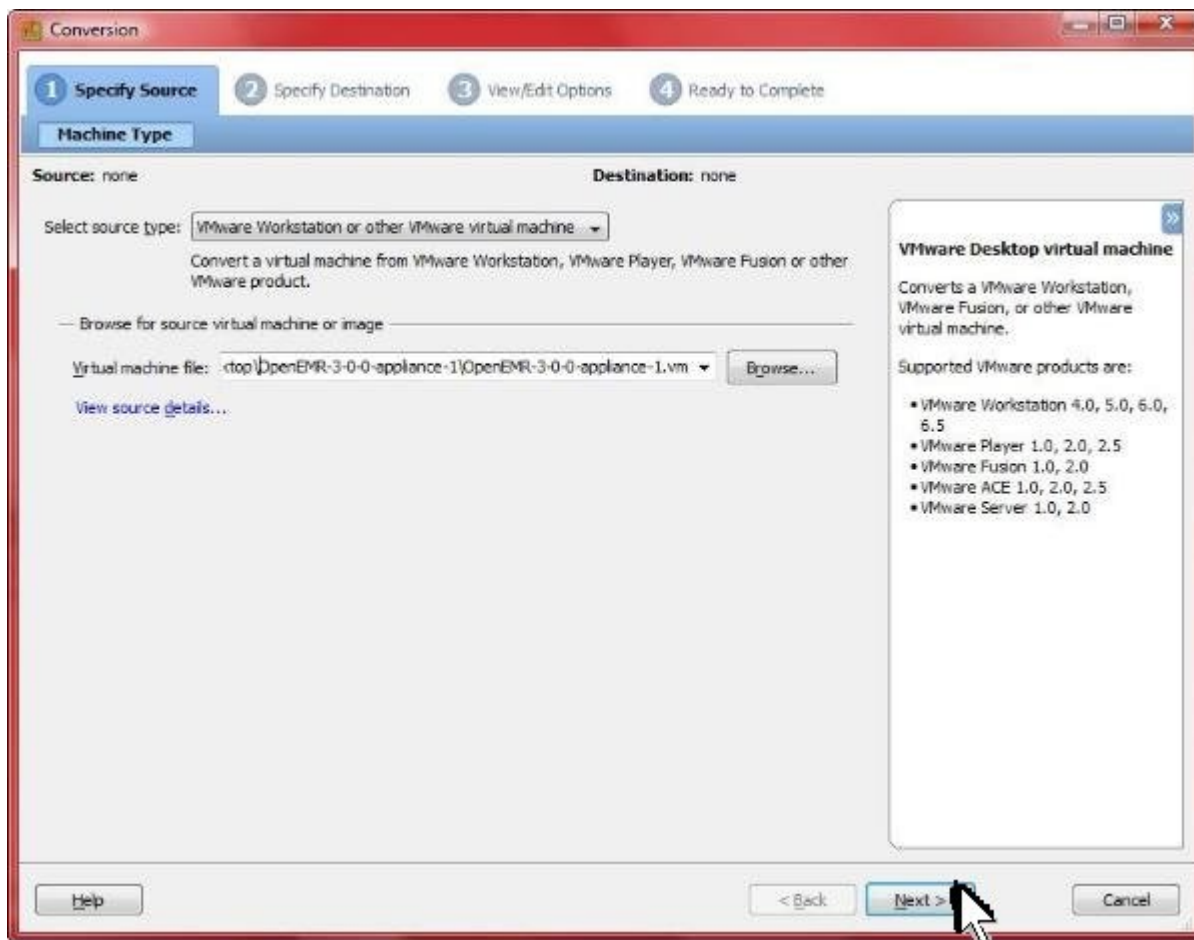 Conversion
1 Specify Source 2 Specify Destination 3 View/Edit Options 4 Ready to Complete
Machine Type
Source: none Destination: none
Select source type: VMware Workstation or other VMware virtual machine
Convert a virtual machine from VMware Workstation, VMware Player, VMware Fusion or other
VMware product.
Browse for source virtual machine or image
Virtual machine file: <top\OpenEMR-3-0-0-appliance-1\OpenEMR-3-0-0-appliance-1.vm Browse...
View source details...
»
VMware Desktop virtual machine
Converts a VMware Workstation,
VMware Fusion, or other VMware
virtual machine.
Supported VMware products are:
• VMware Workstation 4.0, 5.0, 6.0,
6.5
• VMware Player 1.0, 2.0, 2.5
• VMware Fusion 1.0, 2.0
• VMware ACE 1.0, 2.0, 2.5
• VMware Server 1.0, 2.0
Help < Back Next > Cancel